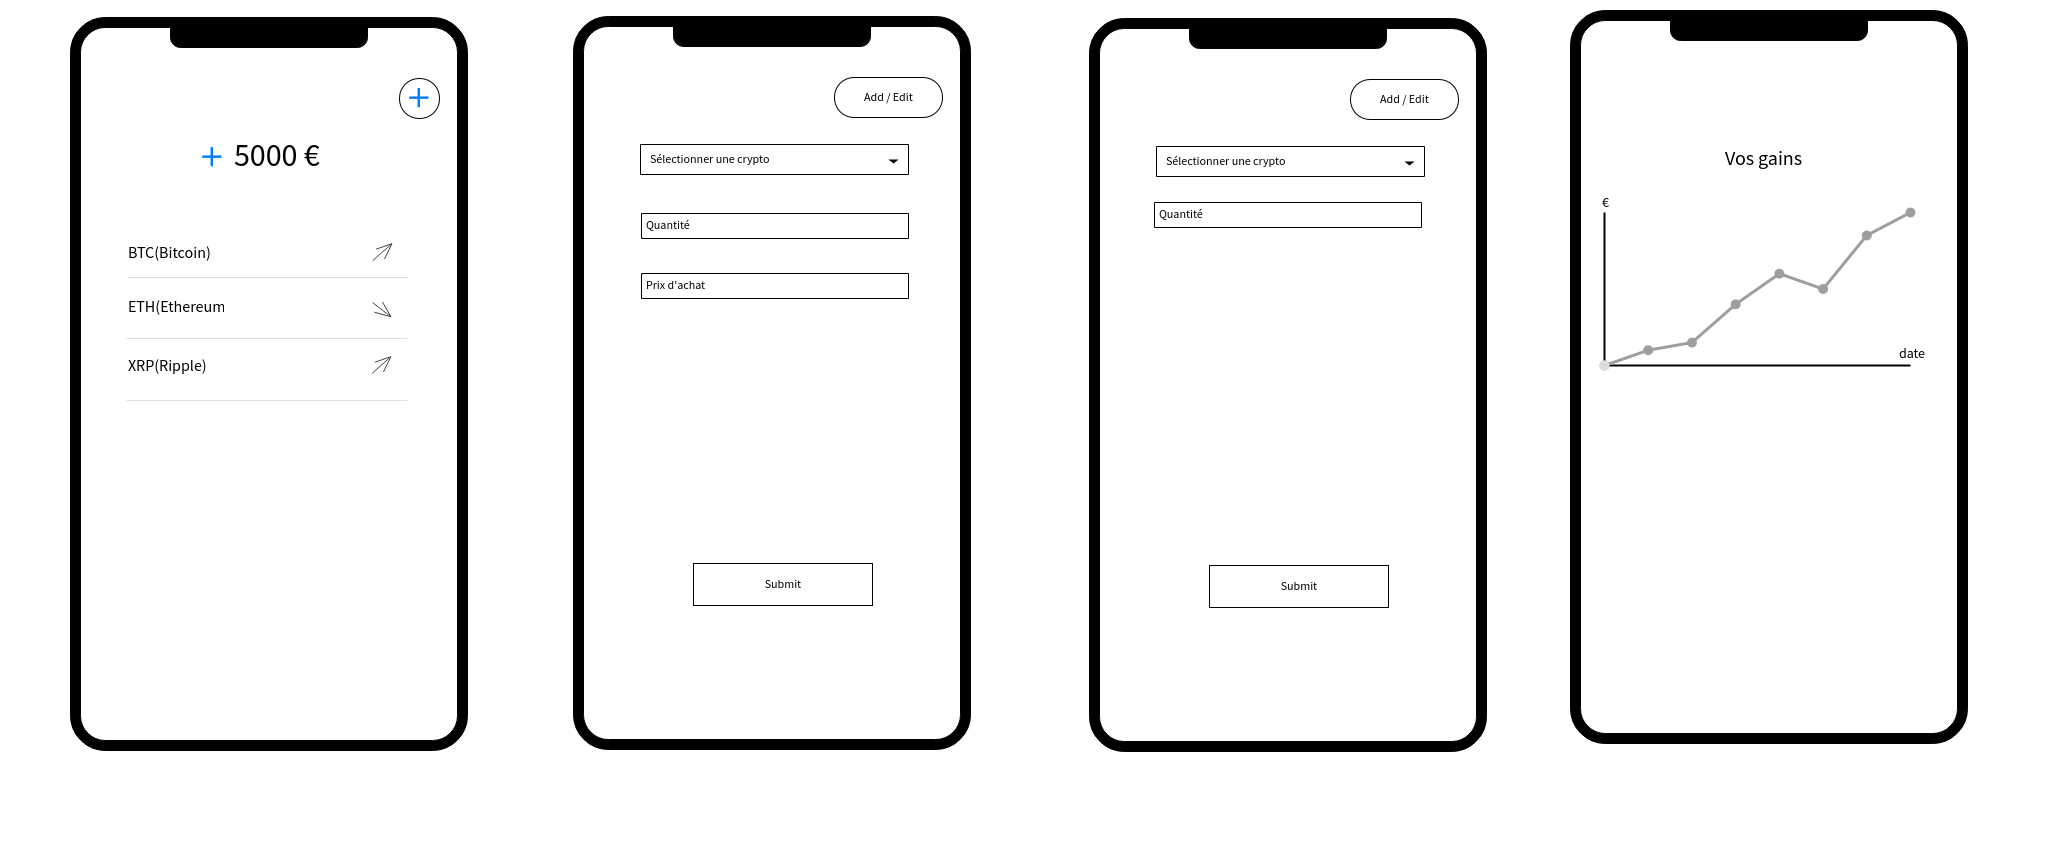 + 5000 €
BTC(Bitcoin)
ETH(Ethereum
XRP(Ripple)
Add / Edit
Sélectionner une crypto
Quantité
Prix d'achat
Submit
Add / Edit
Sélectionner une crypto
Quantité
Submit
Vos gains
€
date